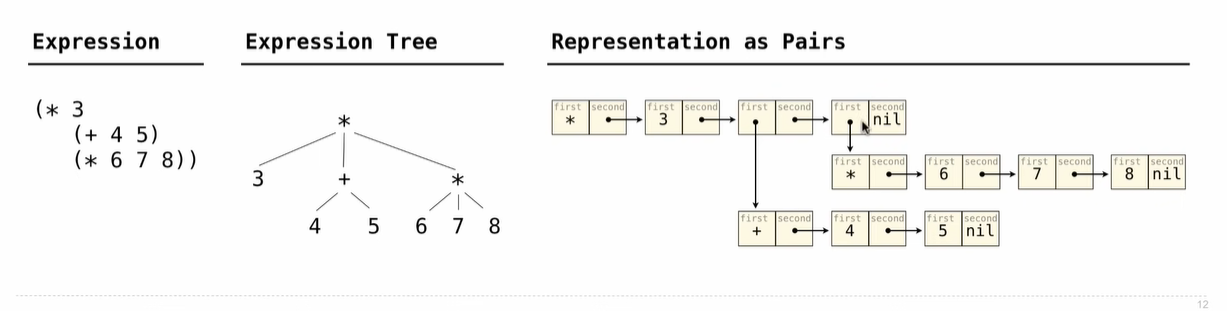 Expression
(* 3
(+ 4 5)
(* 6 7 8))
Expression Tree
*
3 + *
4 5 6 7 8
Representation as Pairs
first second first second first second first second
* 3 nil
first second first second first second first second
* 6 7 8 nil
first second first second first second
+ 4 5 nil
12